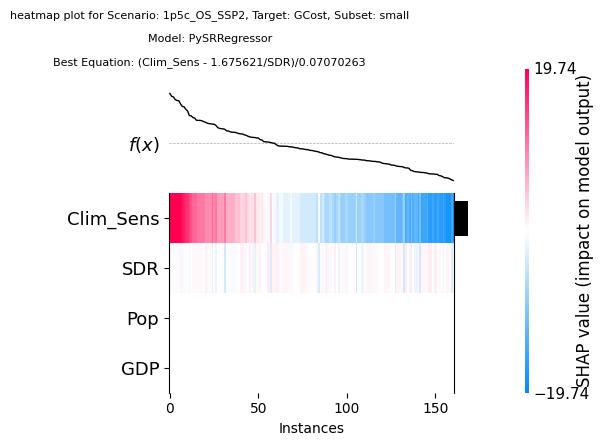 heatmap plot for Scenario: 1p5c_OS_SSP2, Target: GCost, Subset: small
Model: PySRRegressor
Best Equation: (Clim_Sens - 1.675621/SDR)/0.07070263
19.74
f(x)
Clim_Sens
SDR
Pop
GDP
SHAP value (impact on model output)
−19.74
0 50 100 150
Instances